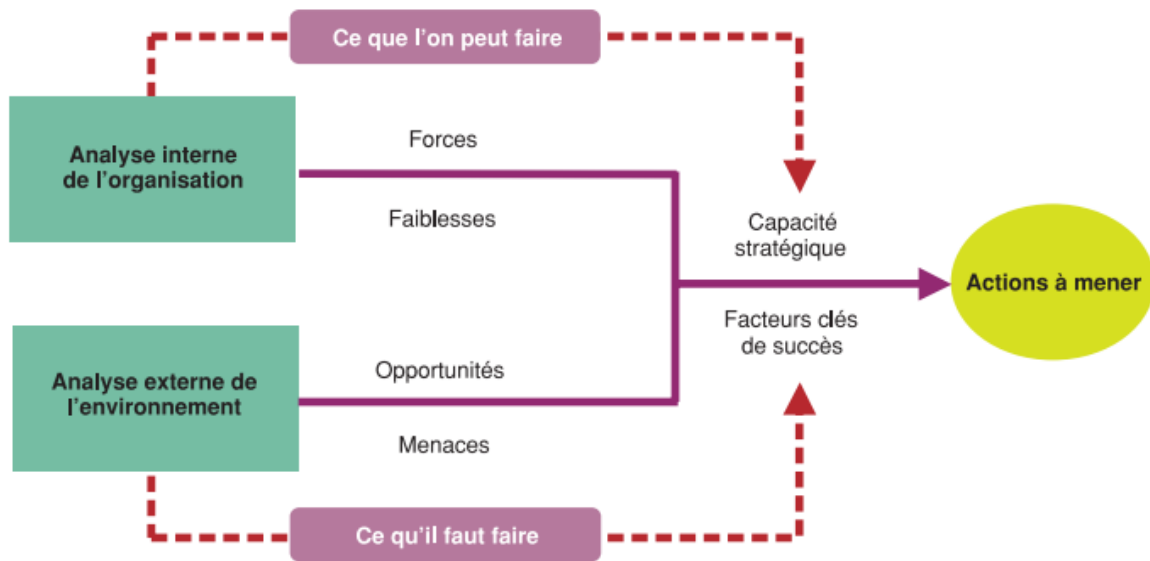 Ce que l'on peut faire
Analyse interne
de l'organisation
Forces
Faiblesses
Capacité
stratégique
Actions à mener
Facteurs clés
de succès
Analyse externe de
l'environnement
Opportunités
Menaces
Ce qu'il faut faire